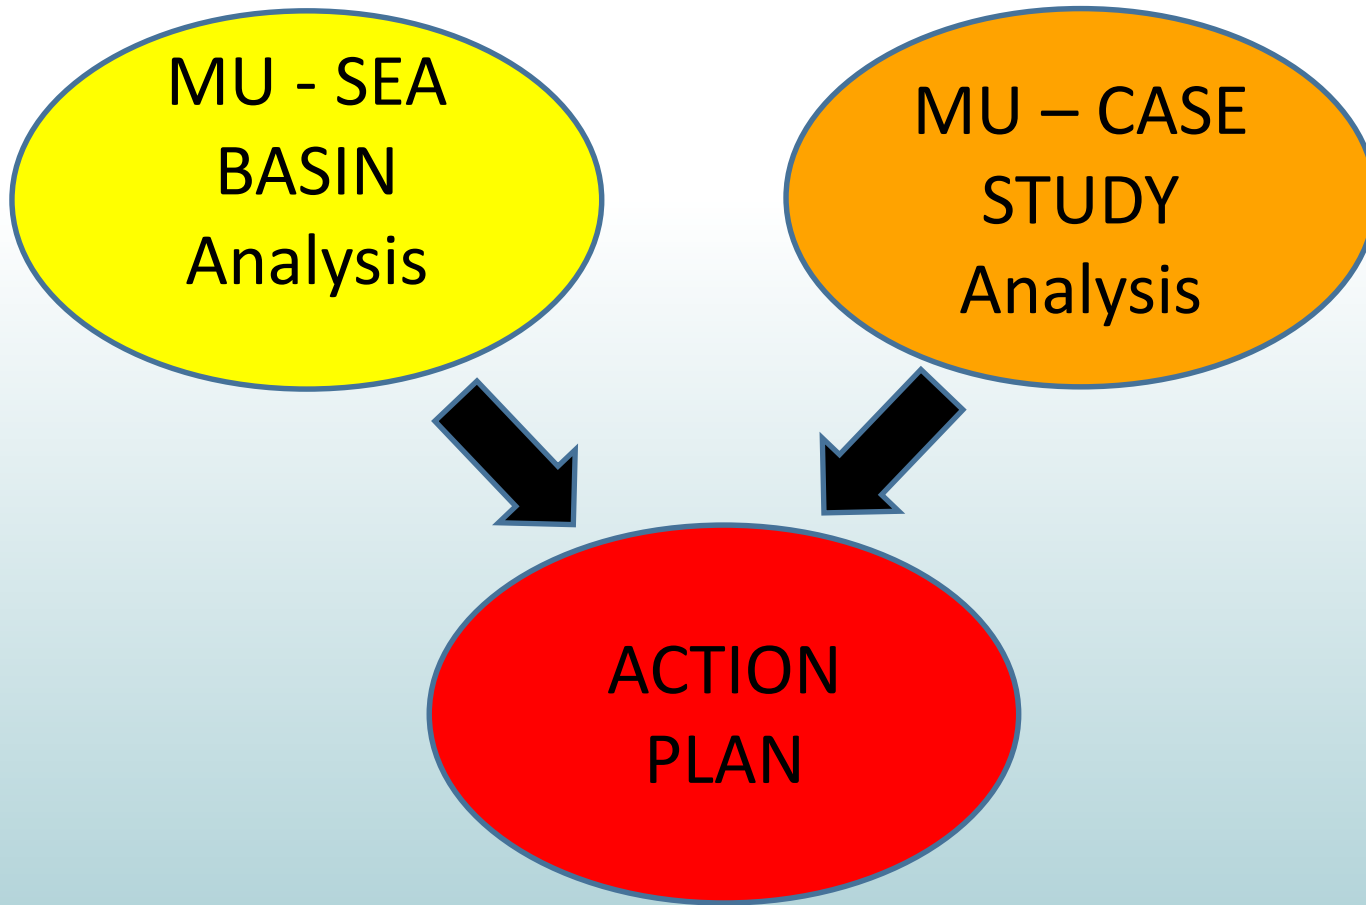 MU - SEA
BASIN
Analysis
MU – CASE
STUDY
Analysis
ACTION
PLAN